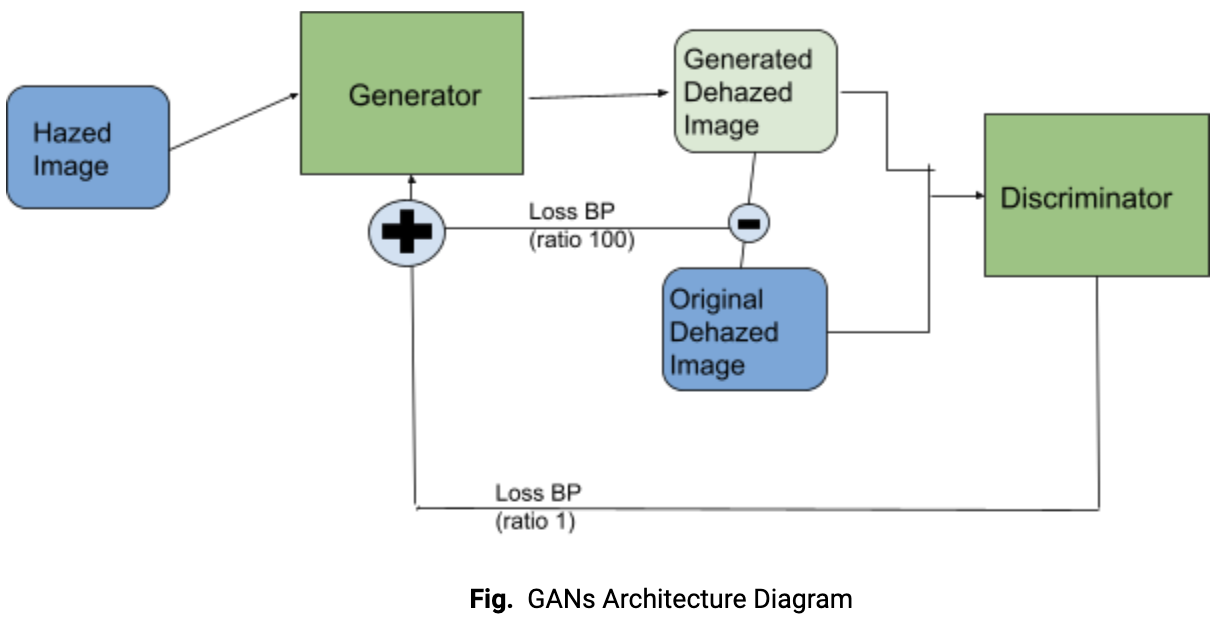 Hazed
Image
Generator
Generated
Dehazed
Image
Discriminator
Loss BP
(ratio 100)
Original
Dehazed
Image
Loss BP
(ratio 1)
Fig. GANs Architecture Diagram